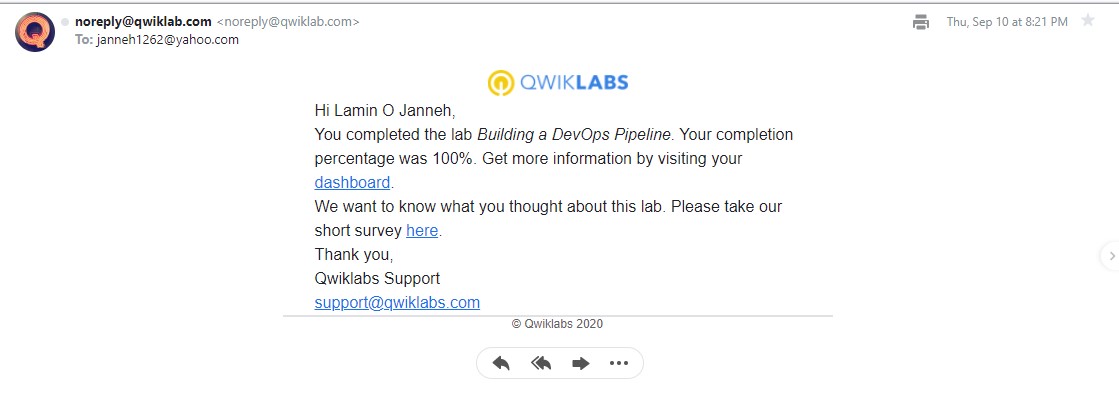 noreply@qwiklab.com <noreply@qwiklab.com>
Thu, Sep 10 at 8:21 PM
To: janneh1262@yahoo.com
QWIKLABS
Hi Lamin O Janneh,
You completed the lab Building a DevOps Pipeline. Your completion
percentage was 100%. Get more information by visiting your
dashboard.
We want to know what you thought about this lab. Please take our
short survey here.
Thank you,
Qwiklabs Support
support@qwiklabs.com
© Qwiklabs 2020